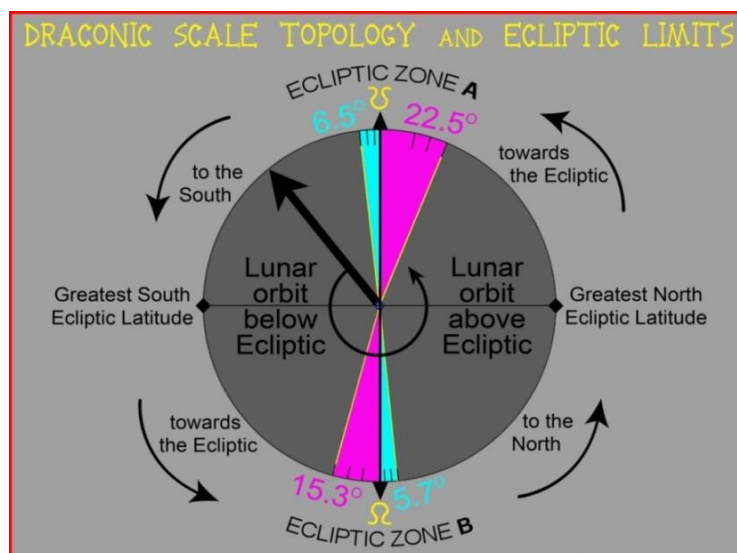 DRACONIC SCALE TOPOLOGY AND ECLIPTIC LIMITS
ECLIPTIC ZONE A
☋
6.5°
22.5°
to the
South
towards
the Ecliptic
Lunar
orbit
below
Ecliptic
Lunar
orbit
above
Ecliptic
Greatest South
Ecliptic Latitude
Greatest North
Ecliptic Latitude
towards
the Ecliptic
to the
North
15.3°
5.7°
☊
ECLIPTIC ZONE B